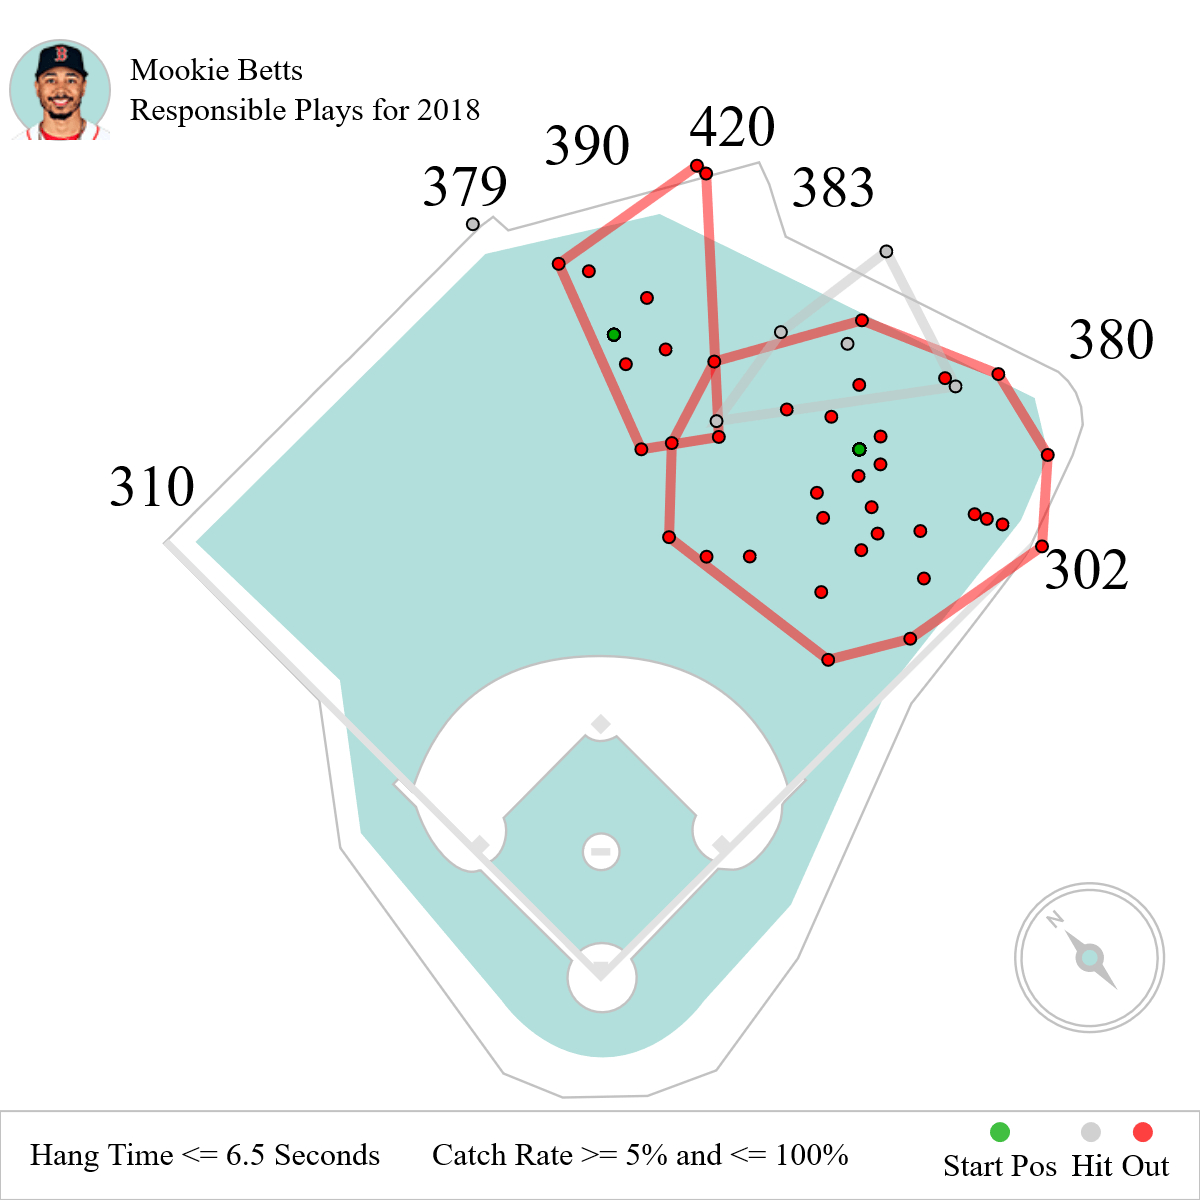 Mookie Betts
Responsible Plays for 2018
420
390
379
383
380
310
302
N
Hang Time <= 6.5 Seconds
Catch Rate >= 5% and <= 100%
Start Pos
Hit
Out
B